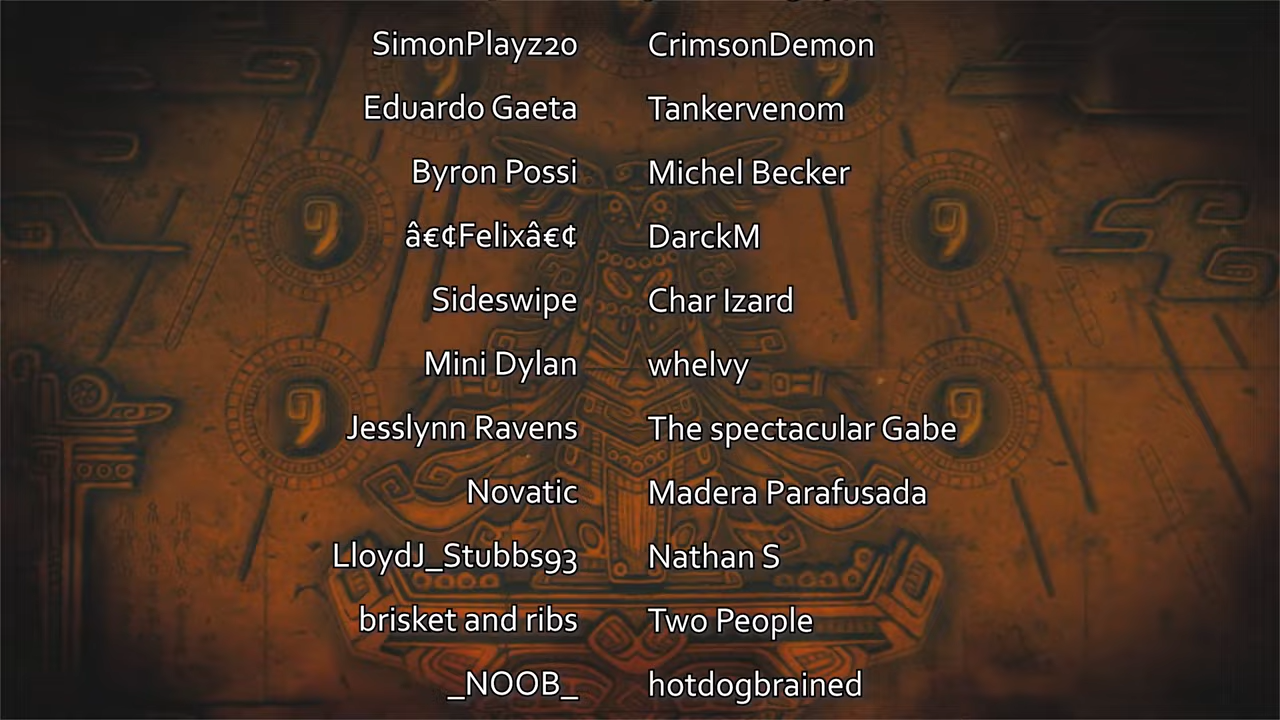 SimonPlayz20 CrimsonDemon
Eduardo Gaeta Tankervenom
Byron Possi Michel Becker
â€¢Felixâ€¢ DarckM
Sideswipe Char Izard
Mini Dylan whelvy
Jesslynn Ravens The spectacular Gabe
Novatic Madera Parafusada
LloydJ_Stubbs93 Nathan S
brisket and ribs Two People
_NOOB_ hotdogbrained